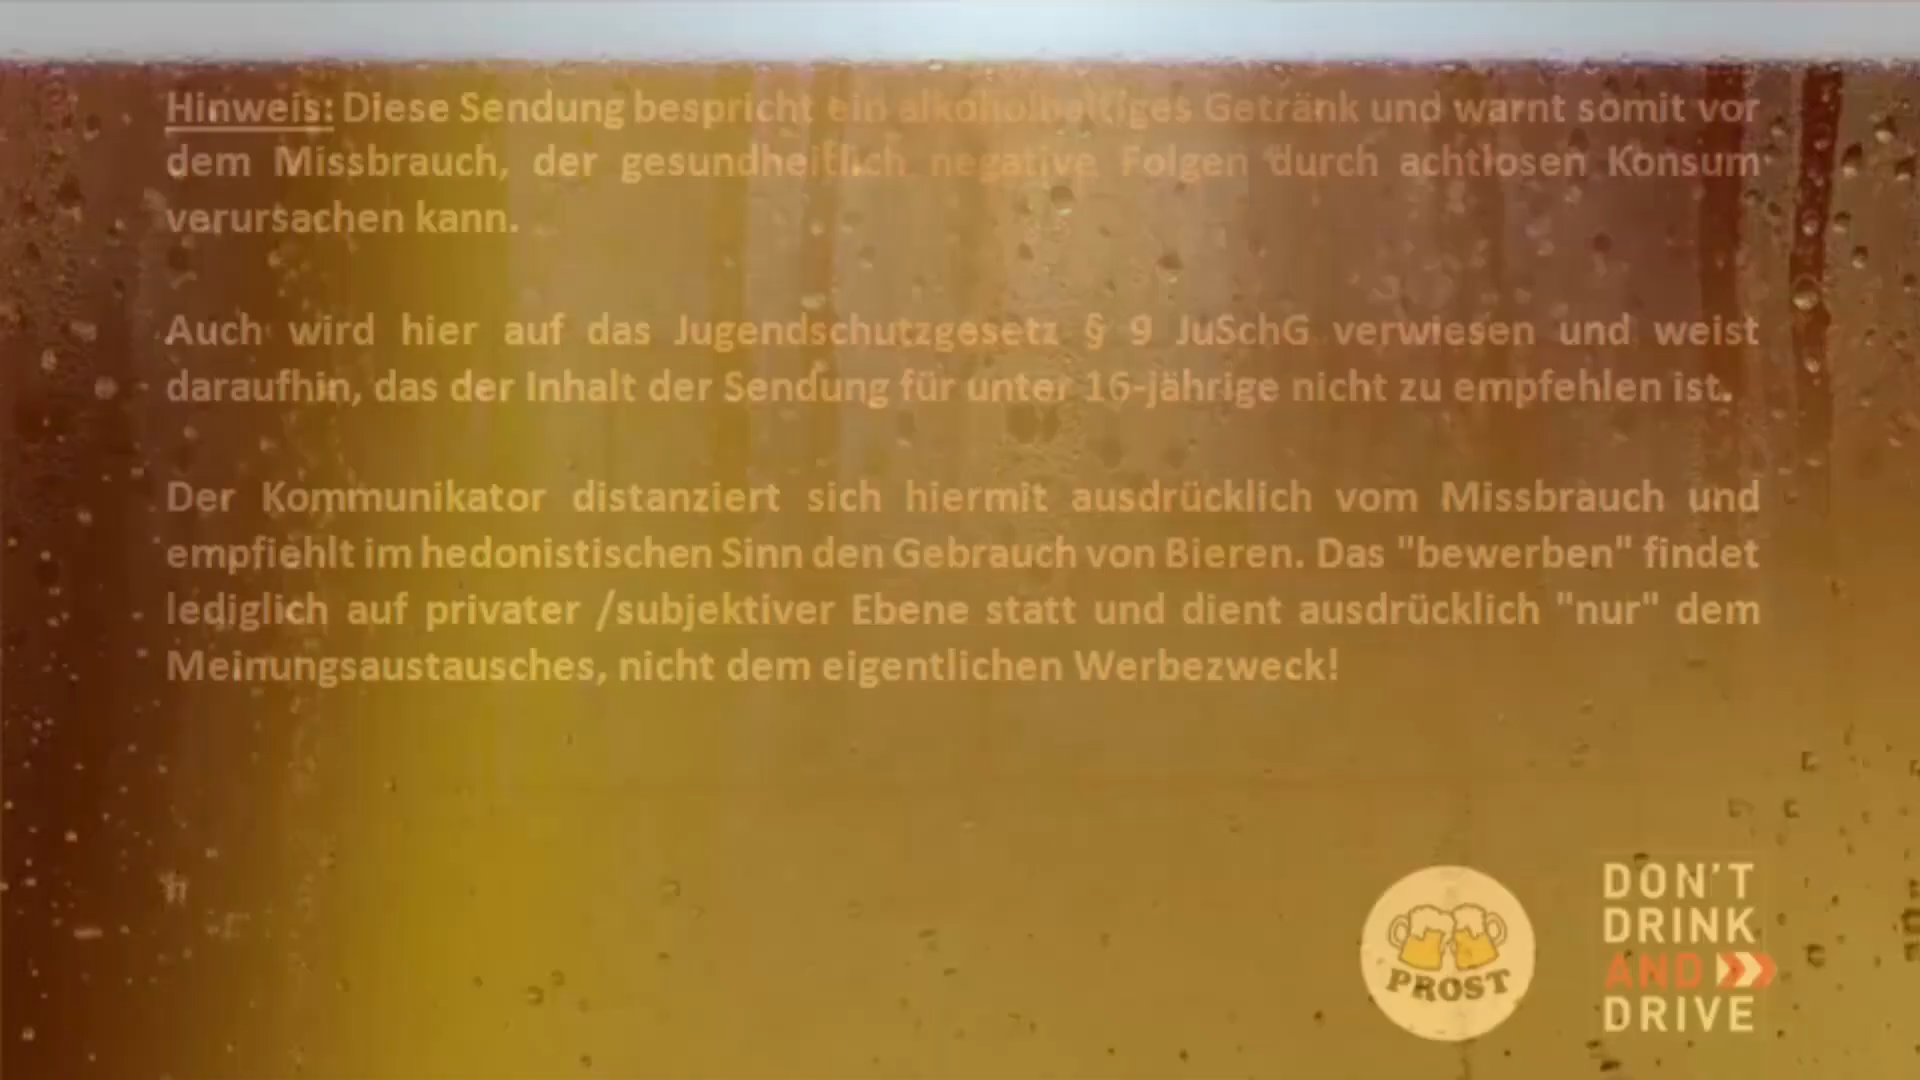 Hinweis: Diese Sendung bespricht ein alkoholhaltiges Getränk und warnt somit vor
dem Missbrauch, der gesundheitlich negative Folgen durch achtlosen Konsum
verursachen kann.
Auch wird hier auf das Jugendschutzgesetz § 9 JuSchG verwiesen und weist
daraufhin, das der Inhalt der Sendung für unter 16-jährige nicht zu empfehlen ist.
Der Kommunikator distanziert sich hiermit ausdrücklich vom Missbrauch und
empfiehlt im hedonistischen Sinn den Gebrauch von Bieren. Das "bewerben" findet
lediglich auf privater /subjektiver Ebene statt und dient ausdrücklich "nur" dem
Meinungsaustausches, nicht dem eigentlichen Werbezweck!
PROST
DON'T
DRINK
AND
DRIVE